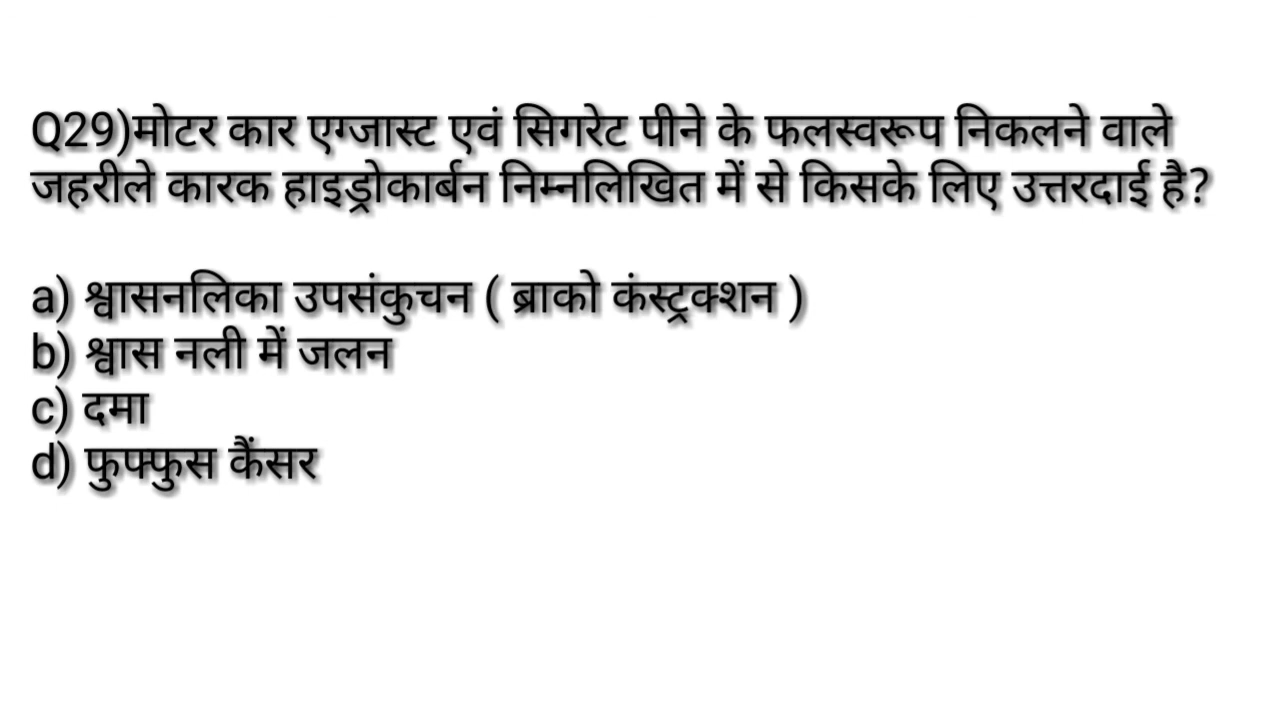 Q29)मोटर कार एग्जास्ट एवं सिगरेट पीने के फलस्वरूप निकलने वाले
जहरीले कारक हाइड्रोकार्बन निम्नलिखित में से किसके लिए उत्तरदाई है?
a) श्वासनलिका उपसंकुचन ( ब्राको कंस्ट्रक्शन )
b) श्वास नली में जलन
c) दमा
d) फुफ्फुस कैंसर